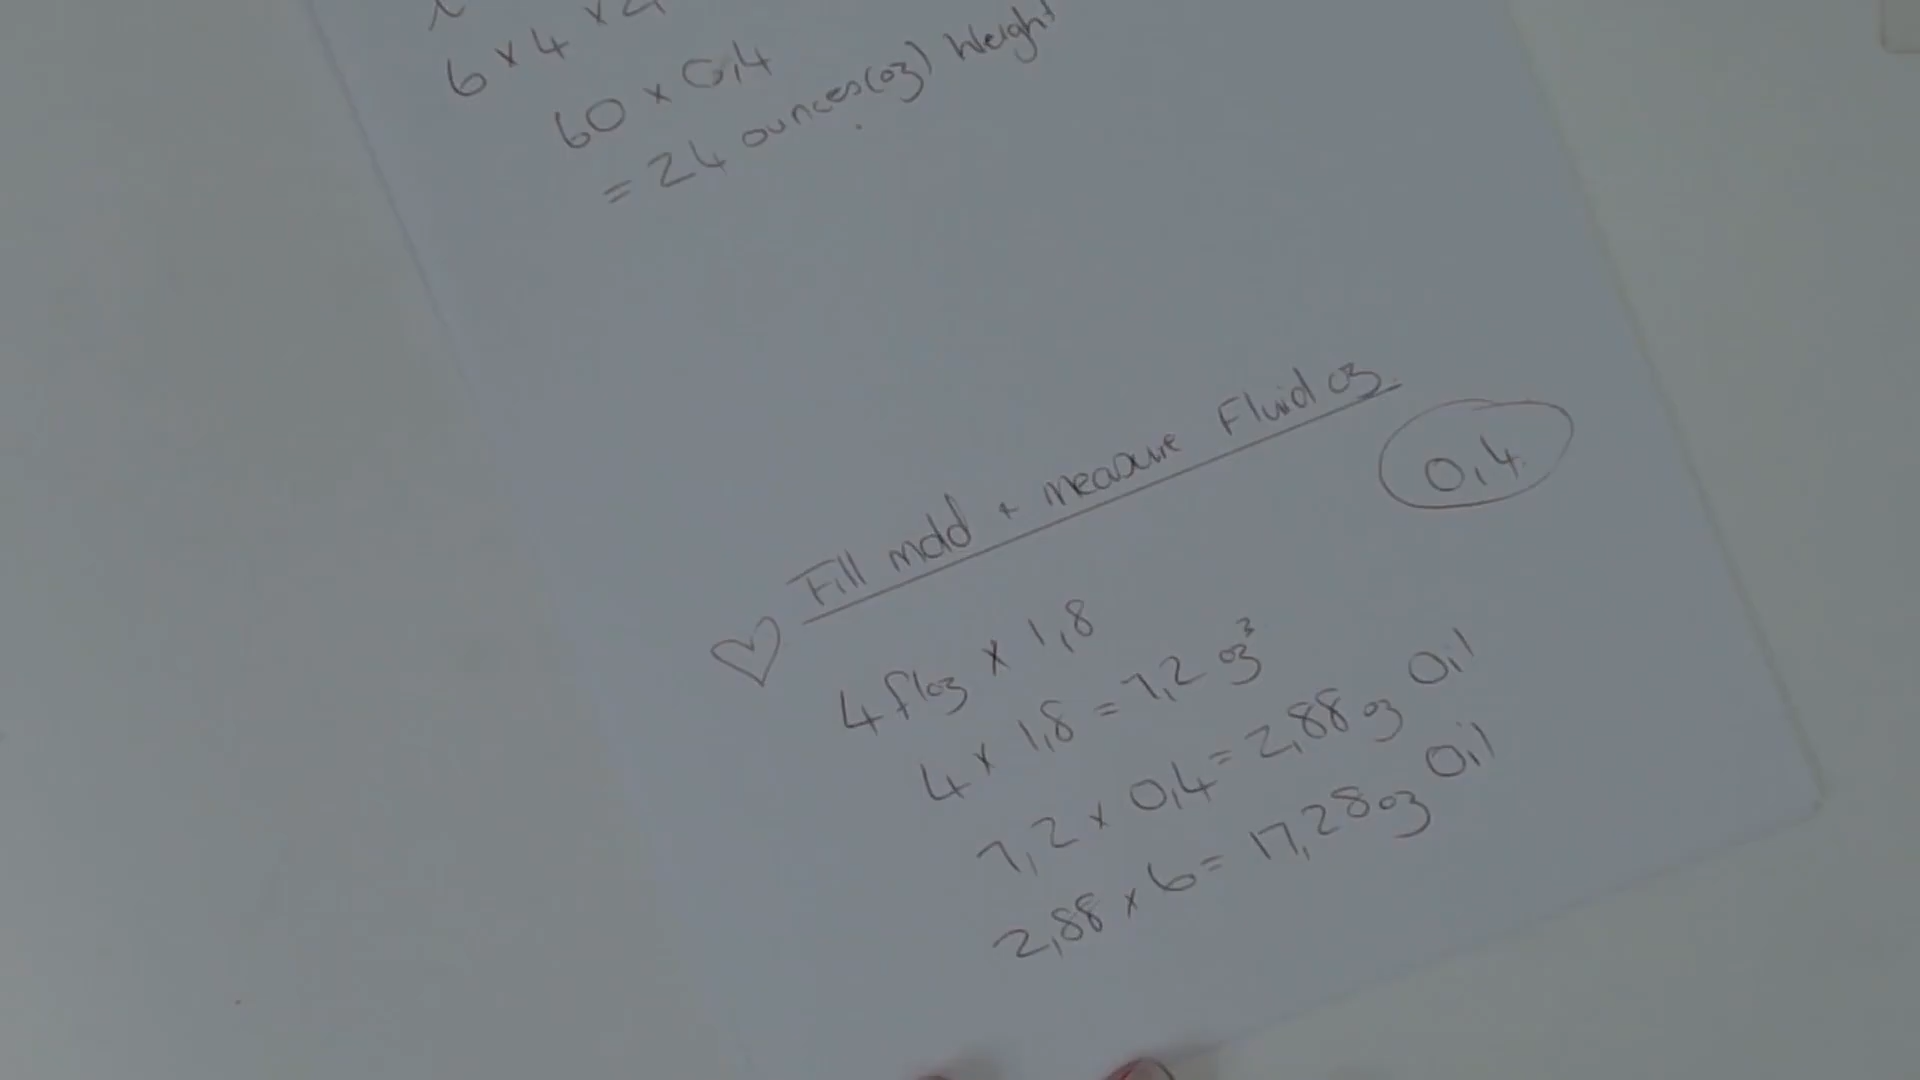 6 x 4 x
60 x 0,4
= 24 ounces(oz) Weight
Fill mold + measure Fluid oz
0,4
4 floz x 1,8
4 x 1,8 = 7,2 oz³
7,2 x 0,4 = 2,88 oz Oil
2,88 x 6 = 17,28 oz Oil